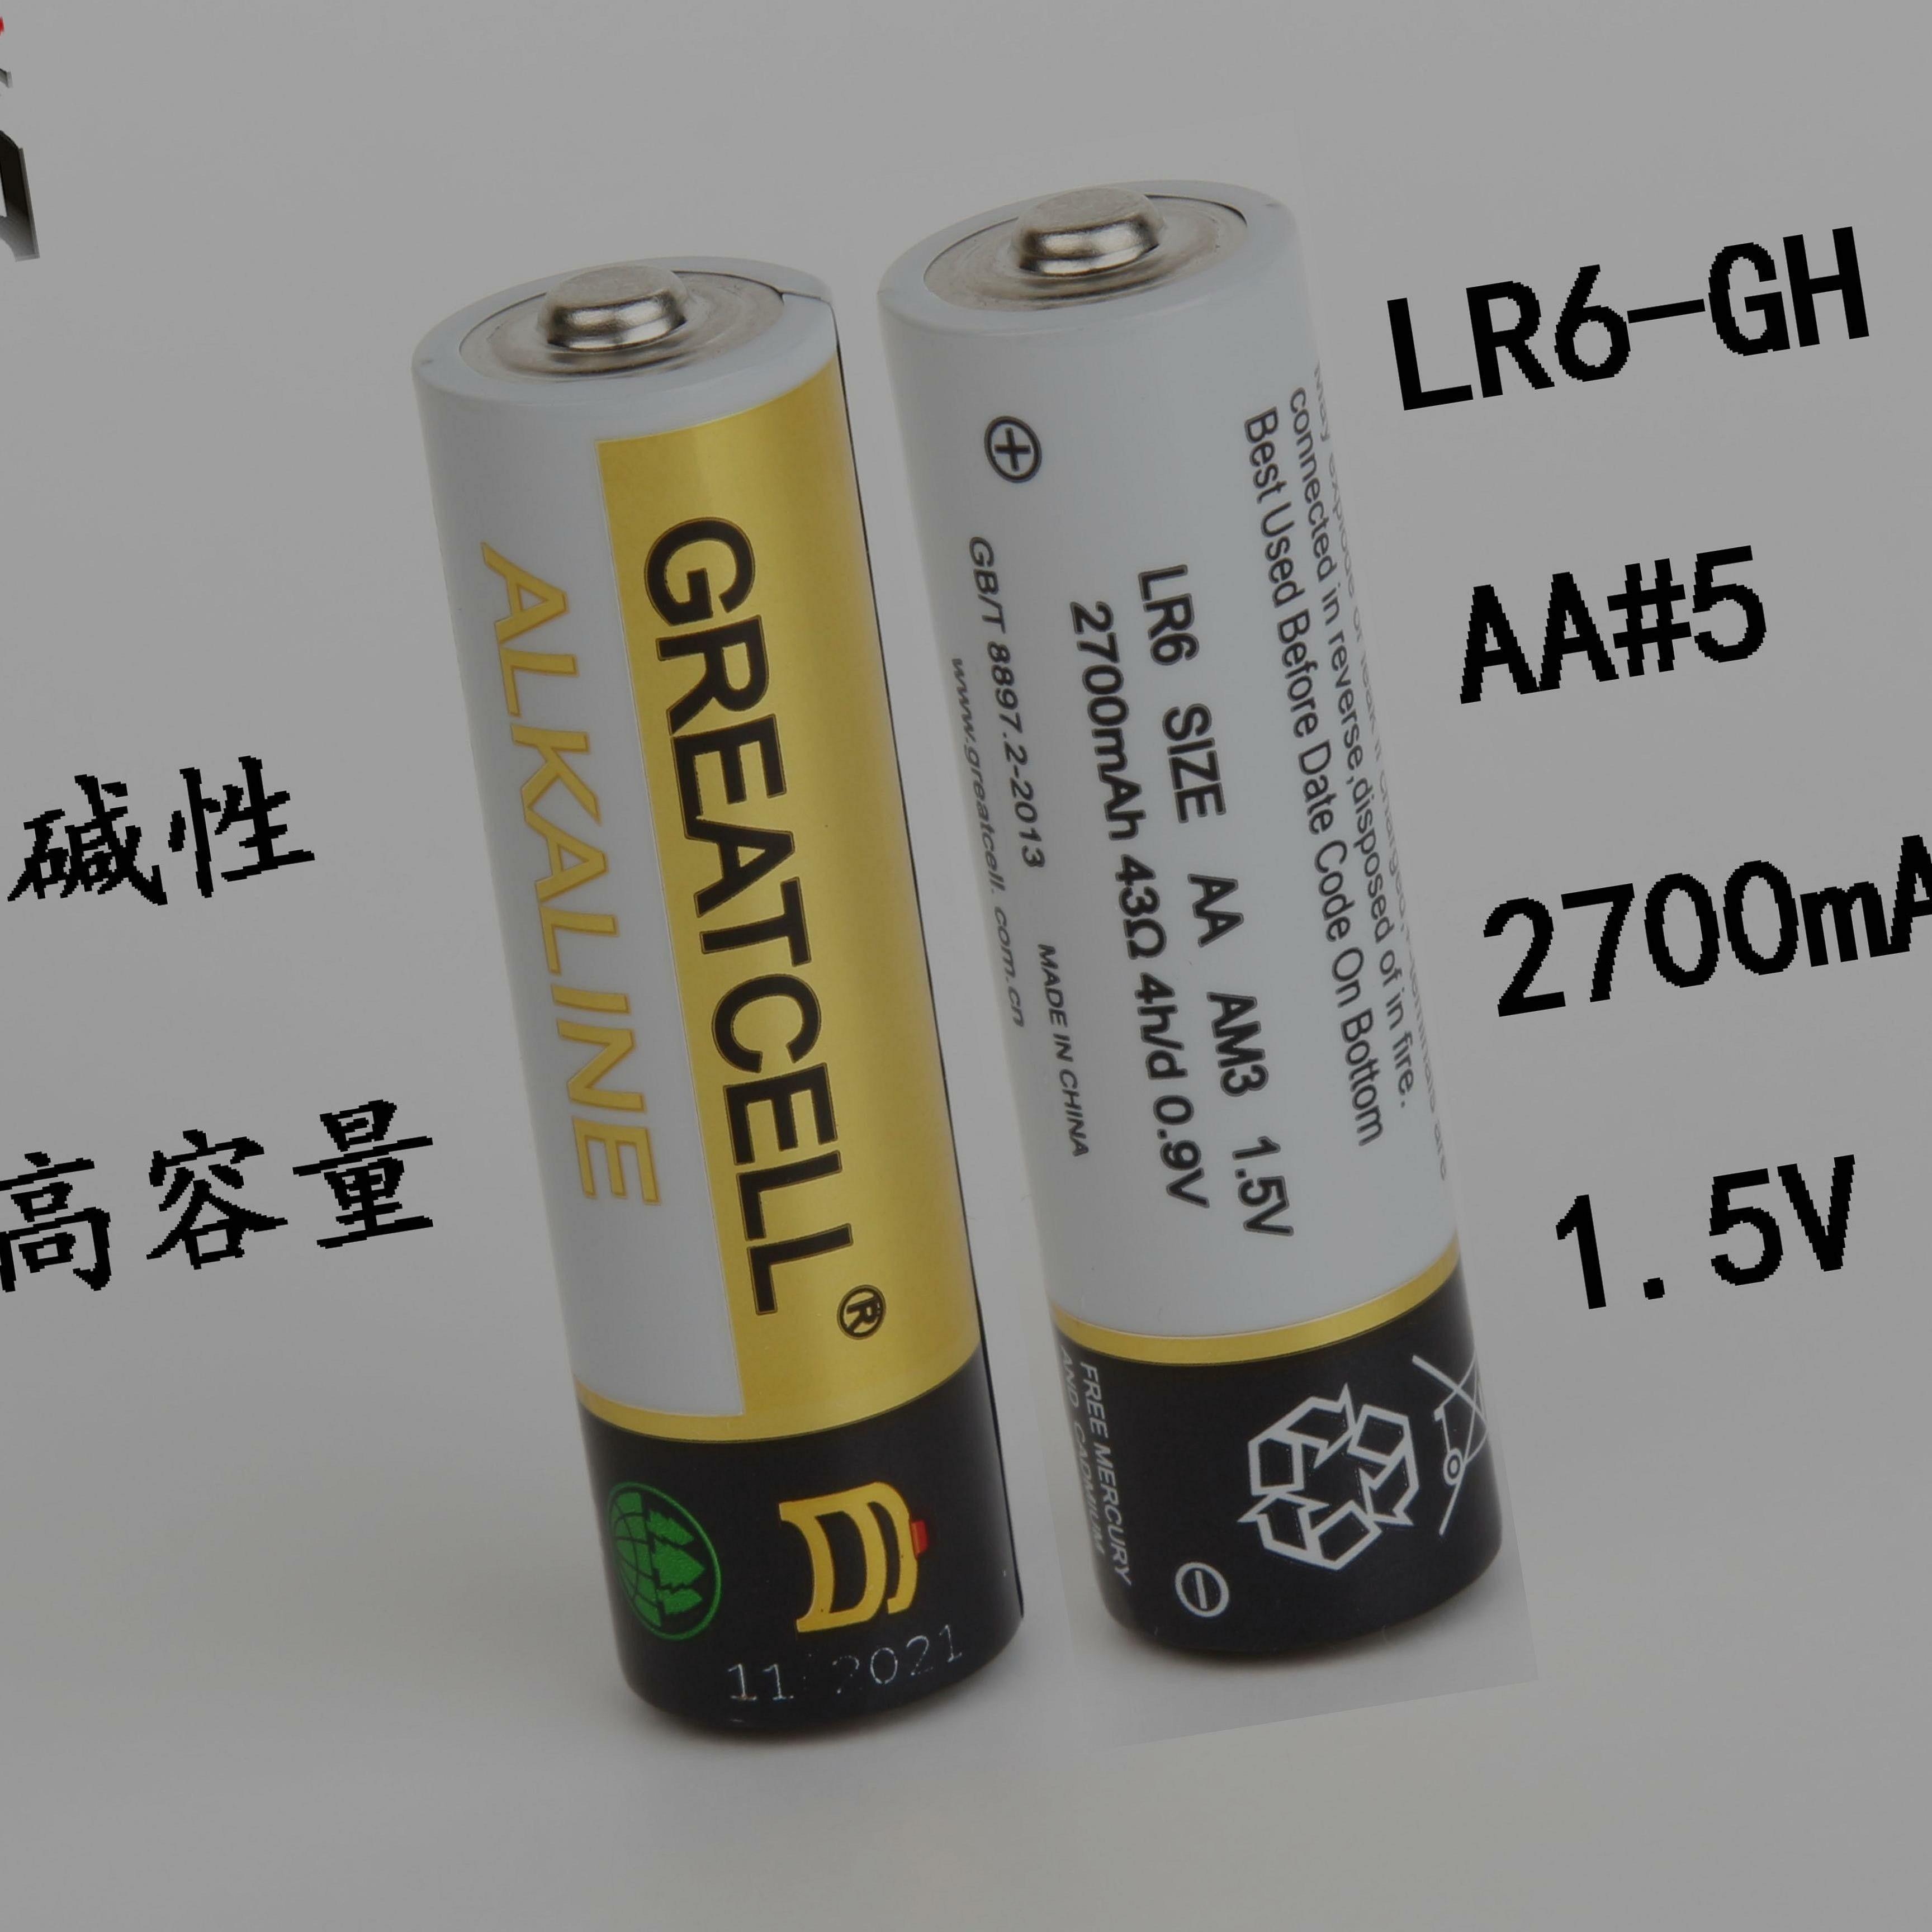 碱性
高容量
GREATCELL®
ALKALINE
11 2021
connected in reverse,disposed of in fire.
Best Used Before Date Code On Bottom
LR6 SIZE AA AM3 1.5V
2700mAh 43Ω 4h/d 0.9V
GB/T 8897.2-2013 MADE IN CHINA
www.greatcell.com.cn
FREE MERCURY
AND CADMIUM
LR6-GH
AA#5
2700mA
1.5V